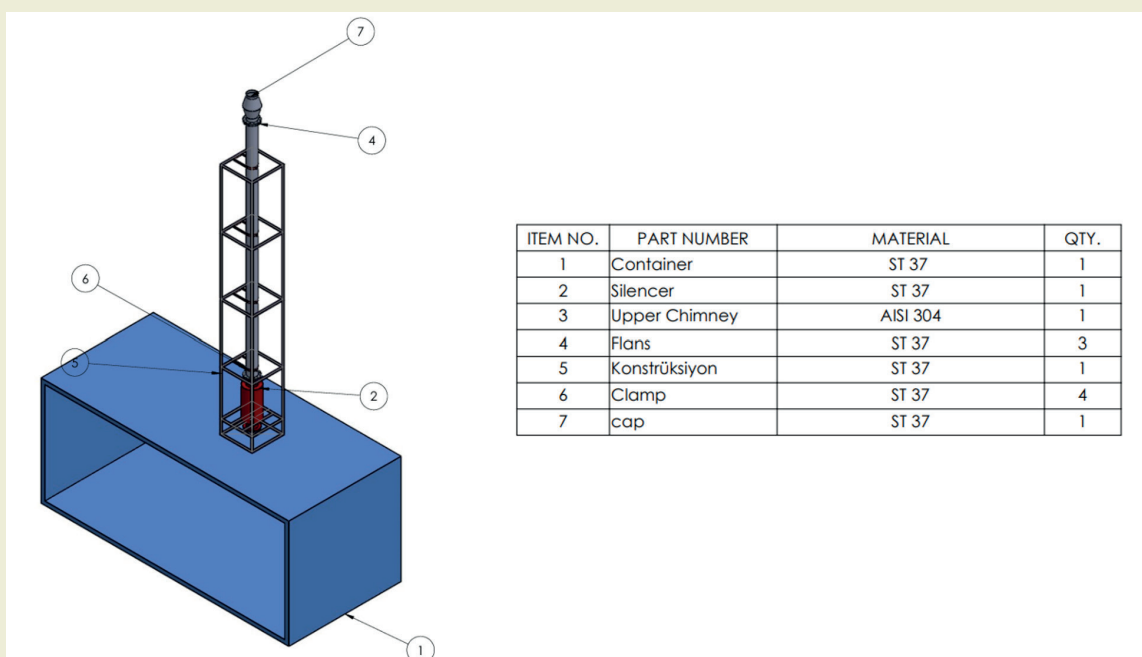 7
4
6
5
2
1
ITEM NO. PART NUMBER MATERIAL QTY.
1 Container ST 37 1
2 Silencer ST 37 1
3 Upper Chimney AISI 304 1
4 Flans ST 37 3
5 Konstrüksiyon ST 37 1
6 Clamp ST 37 4
7 cap ST 37 1